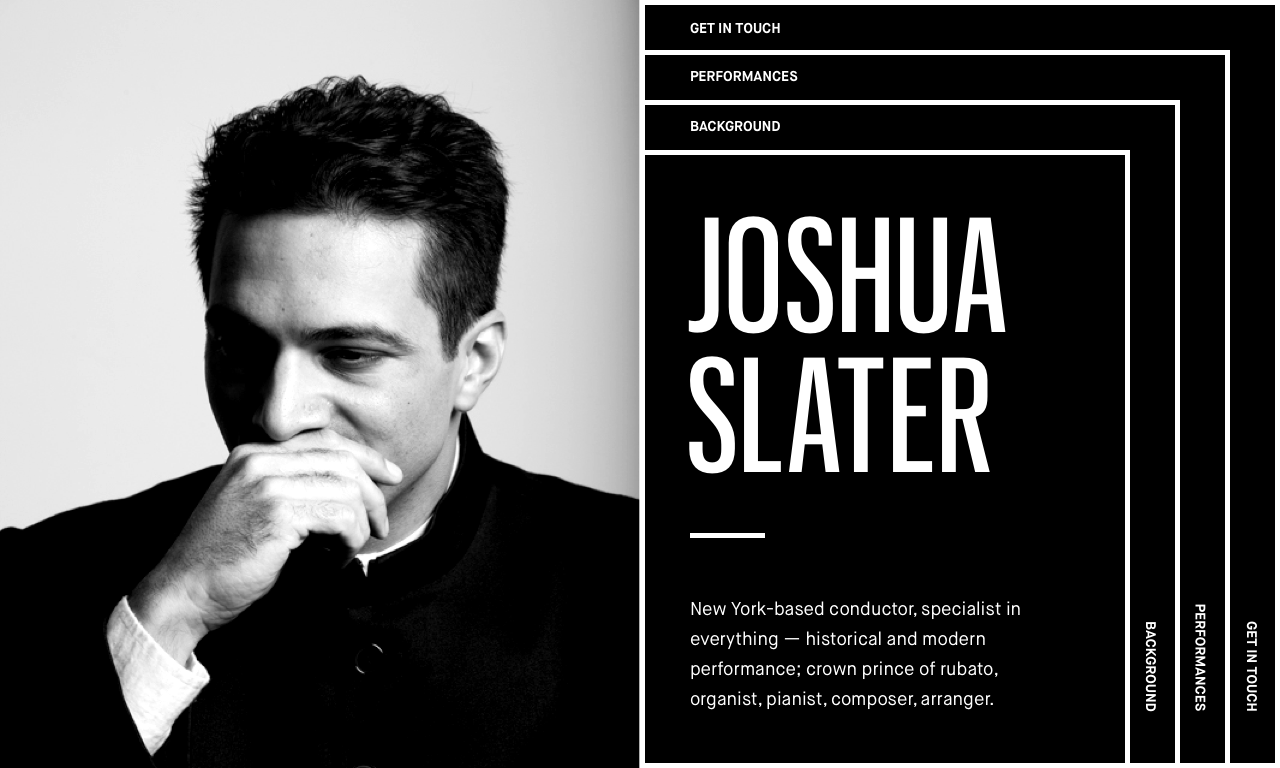 GET IN TOUCH
PERFORMANCES
BACKGROUND
JOSHUA
SLATER
New York-based conductor, specialist in
everything — historical and modern
performance; crown prince of rubato,
organist, pianist, composer, arranger.
BACKGROUND
PERFORMANCES
GET IN TOUCH